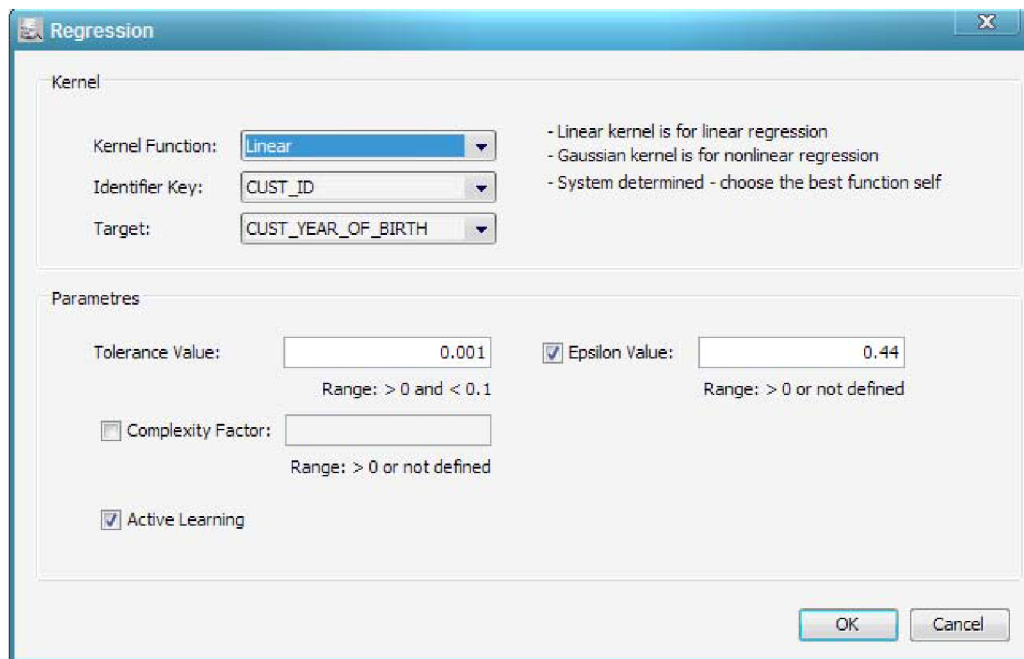 Regression
Kernel
Kernel Function: Linear
- Linear kernel is for linear regression
- Gaussian kernel is for nonlinear regression
Identifier Key: CUST_ID
- System determined - choose the best function self
Target: CUST_YEAR_OF_BIRTH
Parametres
Tolerance Value: 0.001
Epsilon Value: 0.44
Range: > 0 and < 0.1
Range: > 0 or not defined
Complexity Factor:
Range: > 0 or not defined
Active Learning
OK
Cancel